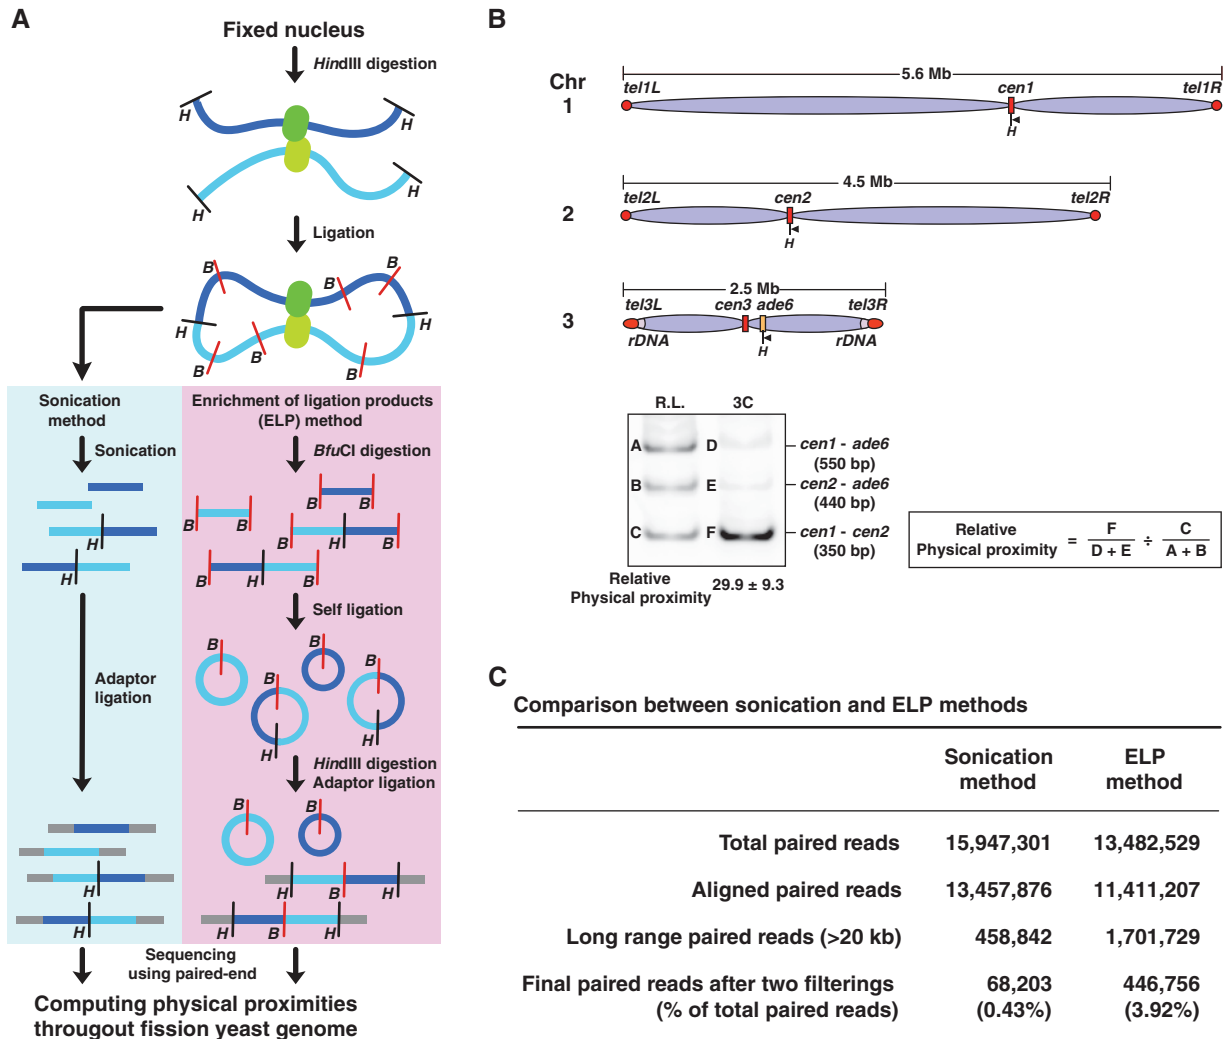 A
Fixed nucleus
HindIII digestion
H
H
H
H
Ligation
B
B
B
H
H
B
B
B
Sonication
method
Sonication
H
H
Adaptor
ligation
H
H
Enrichment of ligation products
(ELP) method
BfuCI digestion
B
B
B
B
B
H
B
B
H
B
Self ligation
B
B
B
B
H
H
HindIII digestion
Adaptor ligation
B
B
H
B
H
H
B
H
Sequencing
using paired-end
Computing physical proximities
througout fission yeast genome
B
Chr
1
5.6 Mb
tel1L
cen1
tel1R
H
2
4.5 Mb
tel2L
cen2
tel2R
H
3
2.5 Mb
tel3L
cen3
ade6
tel3R
rDNA
rDNA
H
R.L.
3C
A
D
cen1 - ade6
(550 bp)
B
E
cen2 - ade6
(440 bp)
C
F
cen1 - cen2
(350 bp)
Relative
Physical proximity
29.9 ± 9.3
Relative
Physical proximity = F / D + E ÷ C / A + B
C
Comparison between sonication and ELP methods
Sonication method
ELP method
Total paired reads 15,947,301 13,482,529
Aligned paired reads 13,457,876 11,411,207
Long range paired reads (>20 kb) 458,842 1,701,729
Final paired reads after two filterings 68,203 446,756
(% of total paired reads) (0.43%) (3.92%)